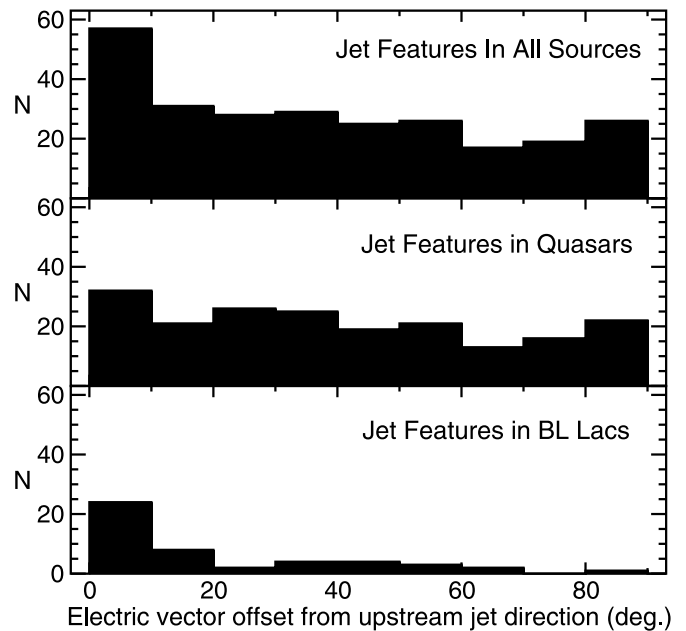 60
Jet Features In All Sources
40
N
20
60
Jet Features in Quasars
40
N
20
60
Jet Features in BL Lacs
40
N
20
0
0 20 40 60 80
Electric vector offset from upstream jet direction (deg.)